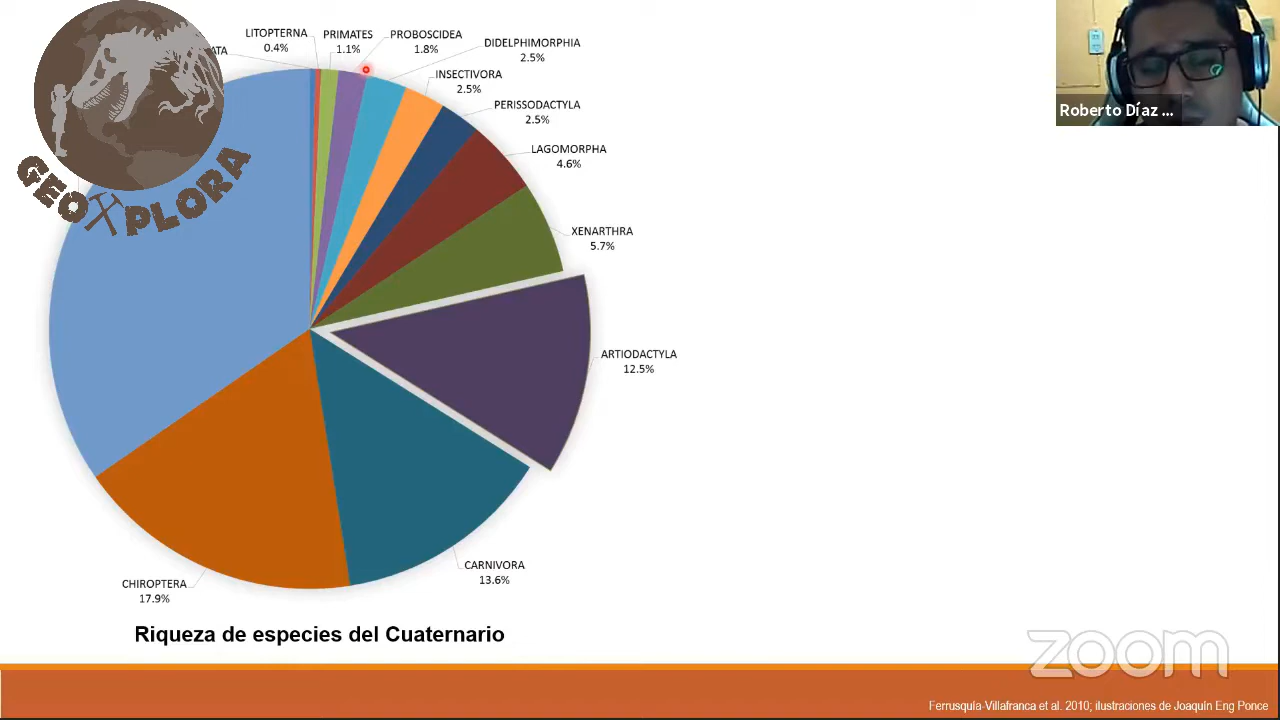 LITOPTERNA
0.4%
PRIMATES
1.1%
PROBOSCIDEA
1.8%
DIDELPHIMORPHIA
2.5%
INSECTIVORA
2.5%
PERISSODACTYLA
2.5%
LAGOMORPHA
4.6%
XENARTHRA
5.7%
ARTIODACTYLA
12.5%
CARNIVORA
13.6%
CHIROPTERA
17.9%
Riqueza de especies del Cuaternario
GEOXPLORA
Roberto Díaz ...
zoom
Ferrusquía-Villafranca et al. 2010; ilustraciones de Joaquín Eng Ponce